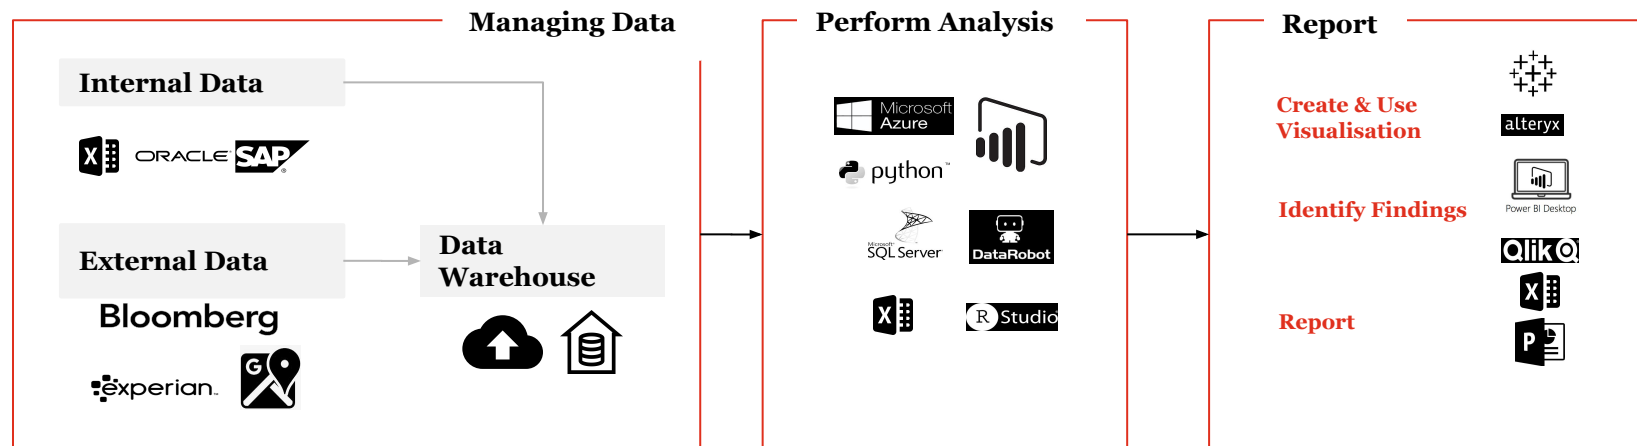 Managing Data
Internal Data
X
ORACLE
SAP
External Data
Bloomberg
experian
G
Data
Warehouse
Perform Analysis
Microsoft
Azure
python
Microsoft
SQL Server
DataRobot
X
R Studio
Report
Create & Use
Visualisation
alteryx
Identify Findings
Power BI Desktop
Qlik Q
Report
X
P